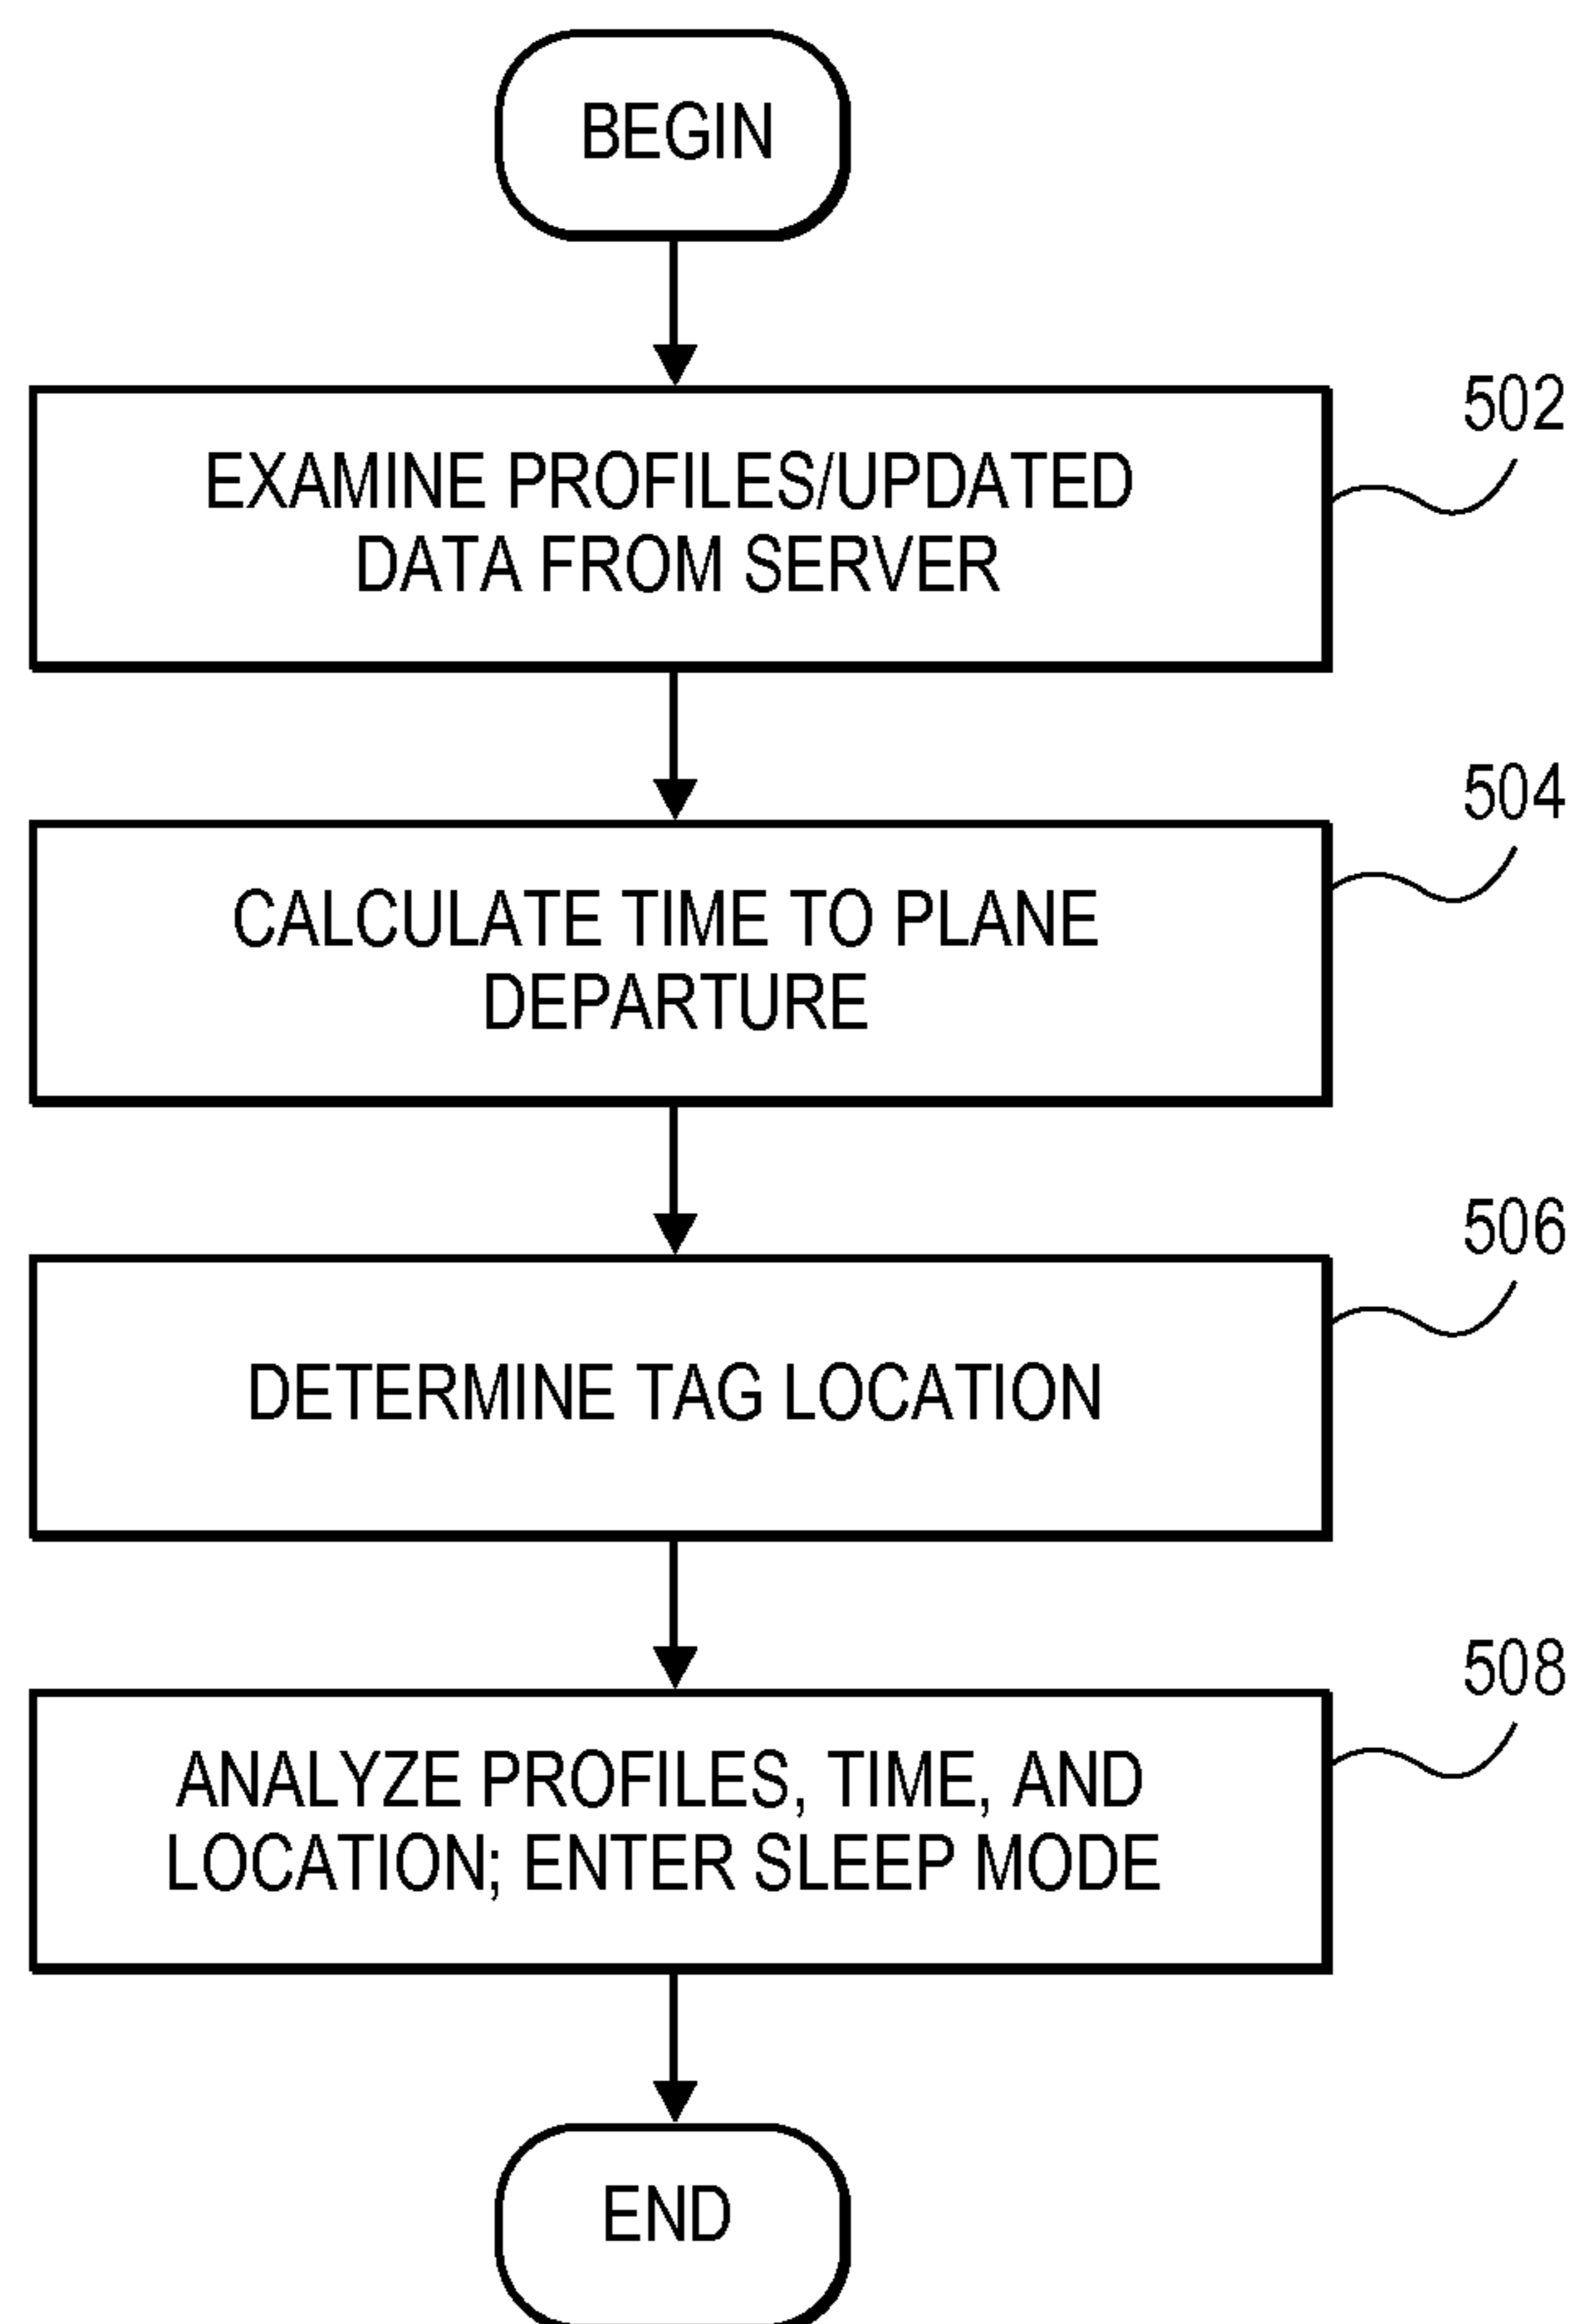 BEGIN
502
EXAMINE PROFILES/UPDATED
DATA FROM SERVER
504
CALCULATE TIME TO PLANE
DEPARTURE
506
DETERMINE TAG LOCATION
508
ANALYZE PROFILES, TIME, AND
LOCATION; ENTER SLEEP MODE
END